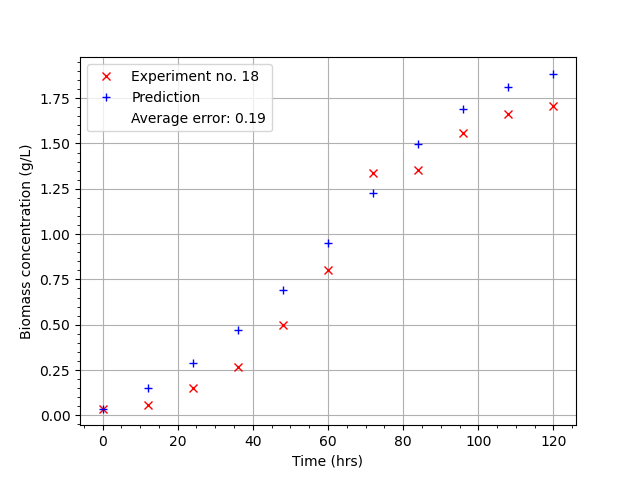 Experiment no. 18
Prediction
Average error: 0.19
Biomass concentration (g/L)
1.75
1.50
1.25
1.00
0.75
0.50
0.25
0.00
0 20 40 60 80 100 120
Time (hrs)